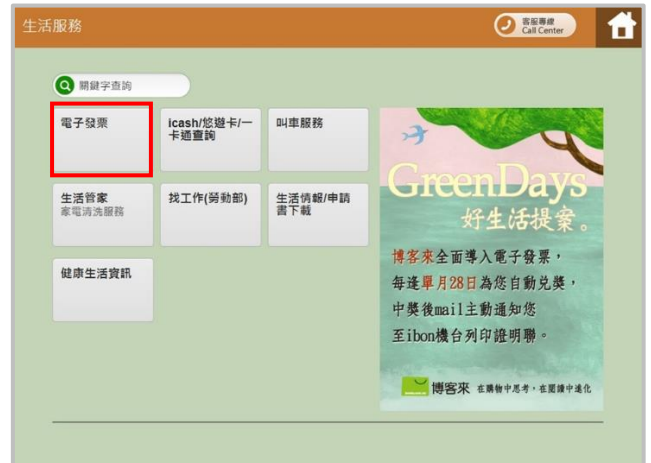 生活服務
客服專線
Call Center
關鍵字查詢
電子發票
icash/悠遊卡/一
卡通查詢
叫車服務
生活管家
家電清洗服務
找工作(勞動部)
生活情報/申請
書下載
健康生活資訊
GreenDays
好生活提案。
博客來全面導入電子發票，
每逢單月28日為您自動兌獎，
中獎後mail主動通知您
至ibon機台列印證明聯。
博客來 在購物中思考，在閱讀中進化